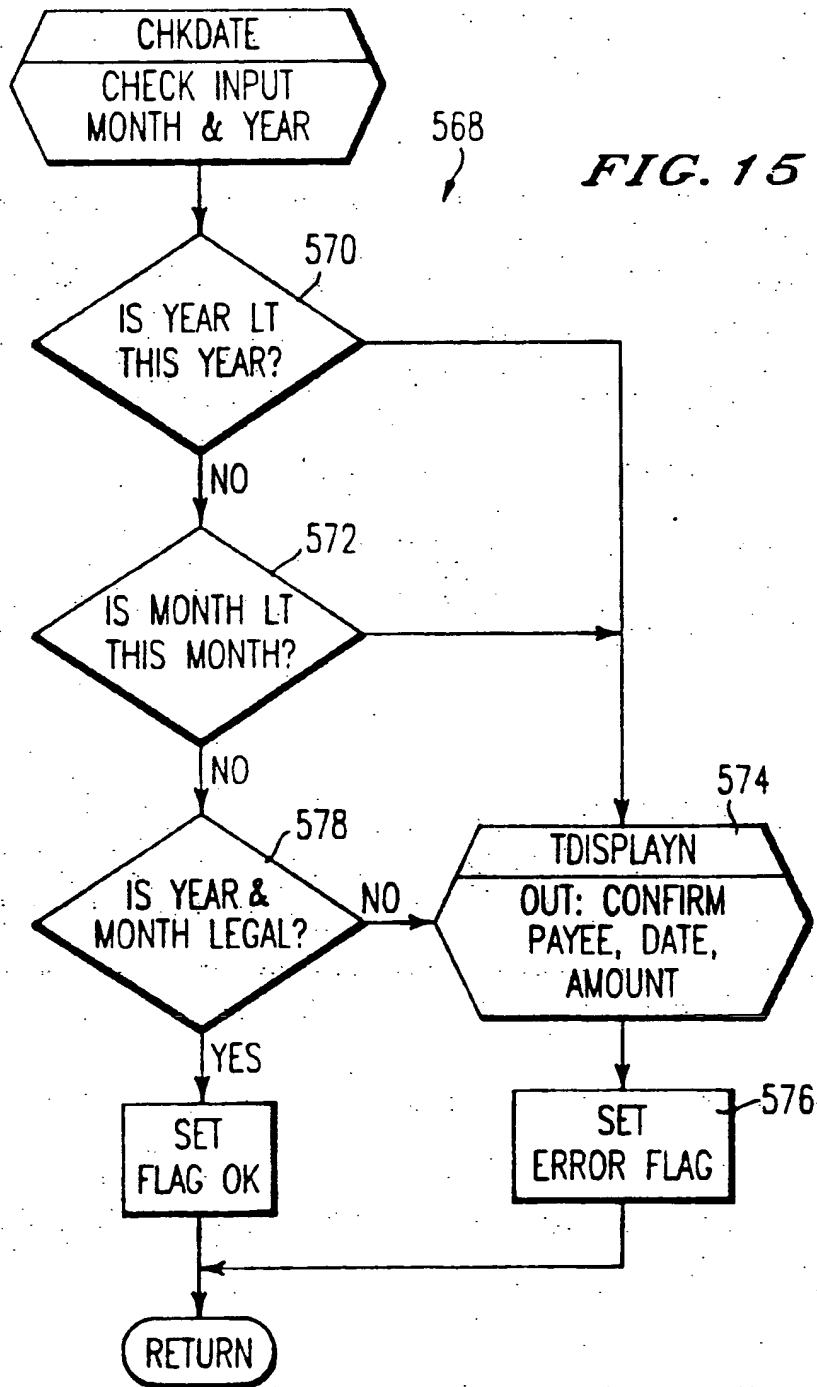 CHKDATE
CHECK INPUT
MONTH & YEAR
568
FIG. 15
570
IS YEAR LT
THIS YEAR?
NO
572
IS MONTH LT
THIS MONTH?
NO
578
IS YEAR &
MONTH LEGAL?
NO
574
TDISPLAYN
OUT: CONFIRM
PAYEE, DATE,
AMOUNT
YES
SET
FLAG OK
576
SET
ERROR FLAG
RETURN